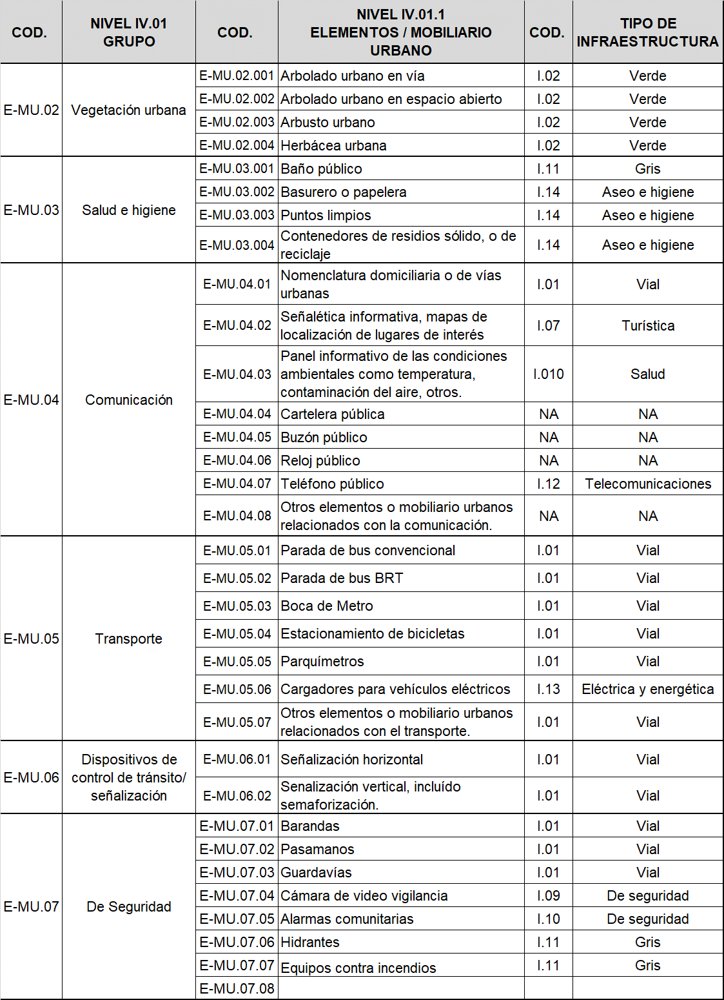 COD.
NIVEL IV.01
GRUPO
COD.
NIVEL IV.01.1
ELEMENTOS / MOBILIARIO
URBANO
COD.
TIPO DE
INFRAESTRUCTURA
E-MU.02
Vegetación urbana
E-MU.02.001 Arbolado urbano en vía I.02 Verde
E-MU.02.002 Arbolado urbano en espacio abierto I.02 Verde
E-MU.02.003 Arbusto urbano I.02 Verde
E-MU.02.004 Herbácea urbana I.02 Verde
E-MU.03
Salud e higiene
E-MU.03.001 Baño público I.11 Gris
E-MU.03.002 Basurero o papelera I.14 Aseo e higiene
E-MU.03.003 Puntos limpios I.14 Aseo e higiene
E-MU.03.004 Contenedores de residios sólido, o de
reciclaje I.14 Aseo e higiene
E-MU.04
Comunicación
E-MU.04.01 Nomenclatura domiciliaria o de vías
urbanas I.01 Vial
E-MU.04.02 Señalética informativa, mapas de
localización de lugares de interés I.07 Turística
E-MU.04.03 Panel informativo de las condiciones
ambientales como temperatura,
contaminación del aire, otros. I.010 Salud
E-MU.04.04 Cartelera pública NA NA
E-MU.04.05 Buzón público NA NA
E-MU.04.06 Reloj público NA NA
E-MU.04.07 Teléfono público I.12 Telecomunicaciones
E-MU.04.08 Otros elementos o mobiliario urbanos
relacionados con la comunicación. NA NA
E-MU.05
Transporte
E-MU.05.01 Parada de bus convencional I.01 Vial
E-MU.05.02 Parada de bus BRT I.01 Vial
E-MU.05.03 Boca de Metro I.01 Vial
E-MU.05.04 Estacionamiento de bicicletas I.01 Vial
E-MU.05.05 Parquímetros I.01 Vial
E-MU.05.06 Cargadores para vehículos eléctricos I.13 Eléctrica y energética
E-MU.05.07 Otros elementos o mobiliario urbanos
relacionados con el transporte. I.01 Vial
E-MU.06
Dispositivos de
control de tránsito/
señalización
E-MU.06.01 Señalización horizontal I.01 Vial
E-MU.06.02 Senalización vertical, incluído
semaforización. I.01 Vial
E-MU.07
De Seguridad
E-MU.07.01 Barandas I.01 Vial
E-MU.07.02 Pasamanos I.01 Vial
E-MU.07.03 Guardavías I.01 Vial
E-MU.07.04 Cámara de video vigilancia I.09 De seguridad
E-MU.07.05 Alarmas comunitarias I.10 De seguridad
E-MU.07.06 Hidrantes I.11 Gris
E-MU.07.07 Equipos contra incendios I.11 Gris
E-MU.07.08